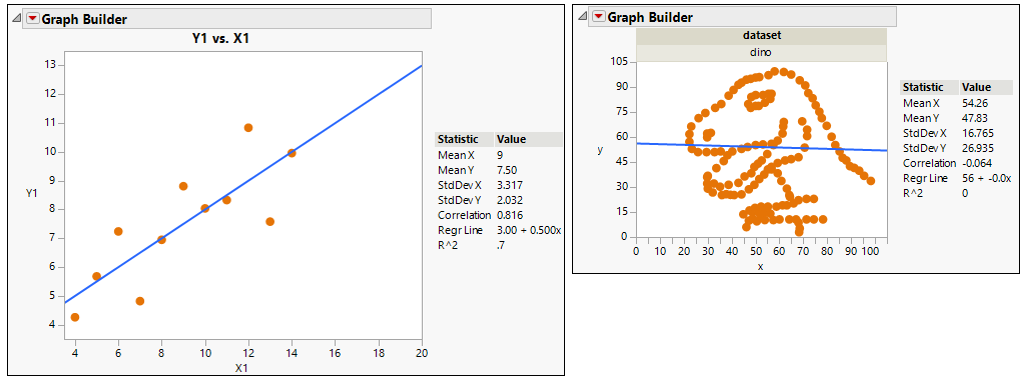 Graph Builder
Y1 vs. X1
13
12
11
10
9
8
7
6
5
4
Y1
4 6 8 10 12 14 16 18 20
X1
Statistic Value
Mean X 9
Mean Y 7.50
StdDev X 3.317
StdDev Y 2.032
Correlation 0.816
Regr Line 3.00 + 0.500x
R^2 .7
Graph Builder
dataset
dino
105
90
75
60
45
30
15
0
y
0 10 20 30 40 50 60 70 80 90 100
x
Statistic Value
Mean X 54.26
Mean Y 47.83
StdDev X 16.765
StdDev Y 26.935
Correlation -0.064
Regr Line 56 + -0.0x
R^2 0